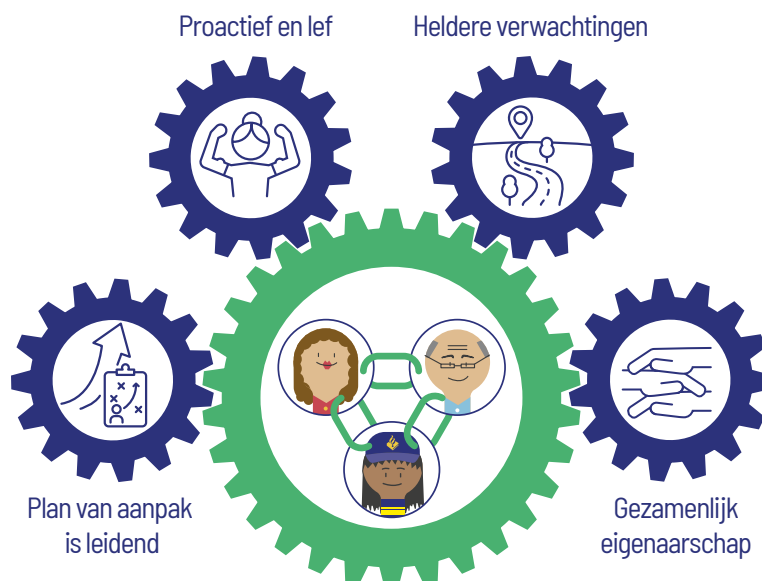 Proactief en lef
Heldere verwachtingen
Plan van aanpak
is leidend
Gezamenlijk
eigenaarschap